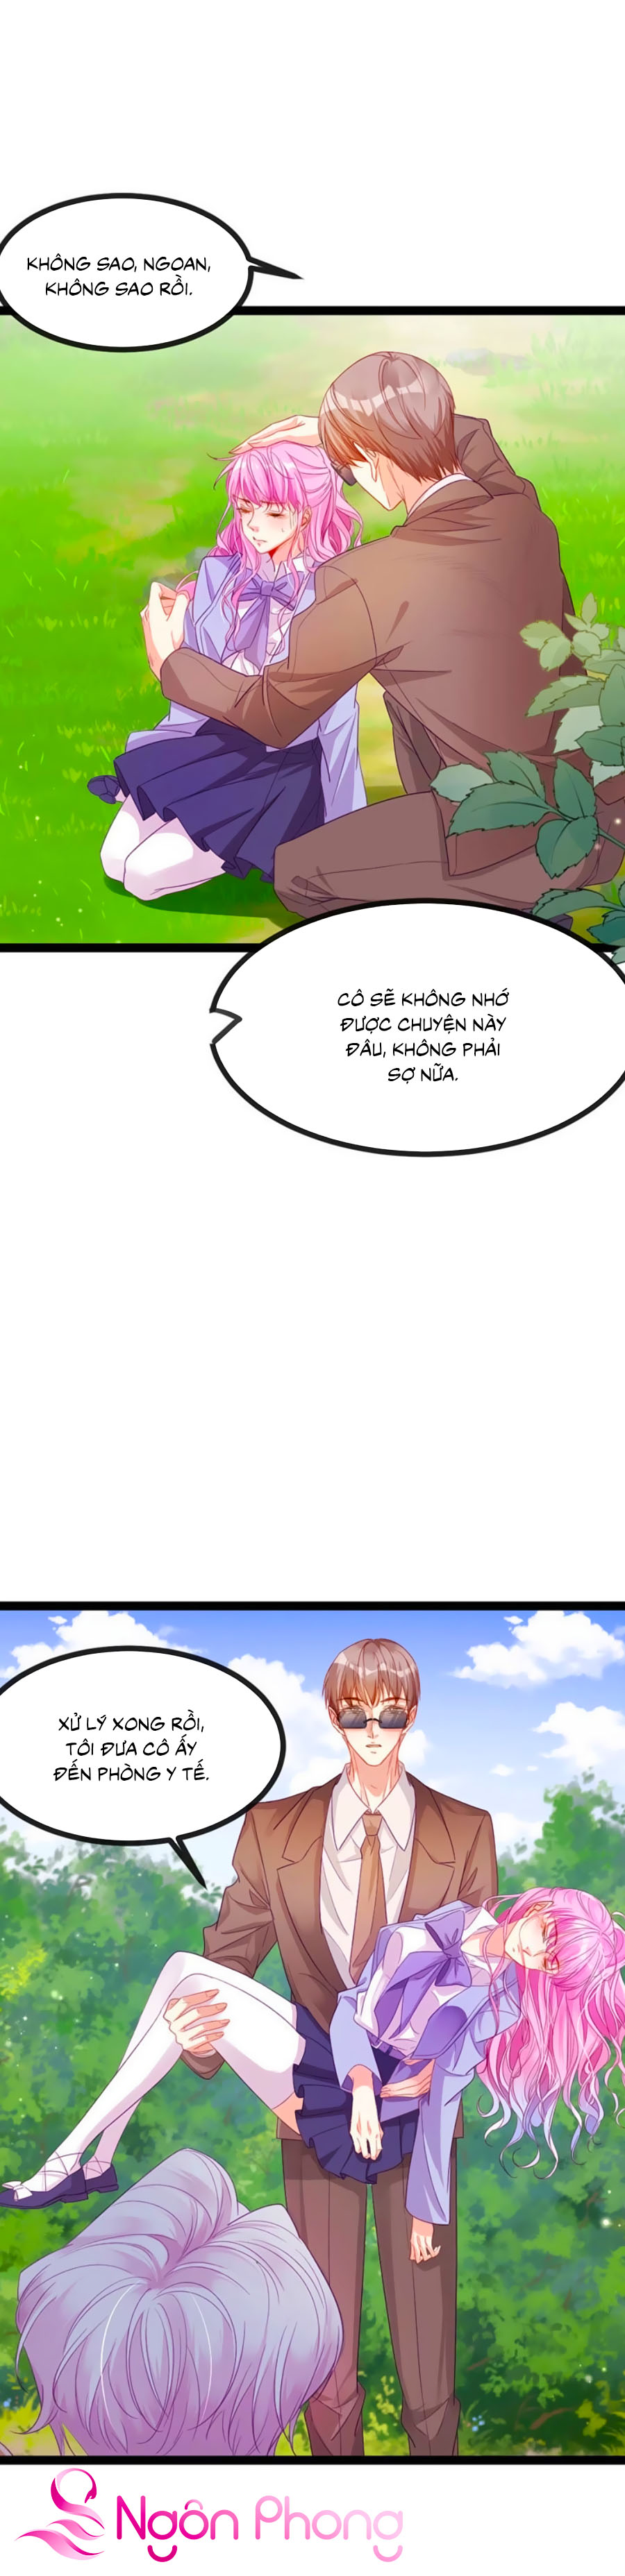 KHÔNG SAO, NGOAN,
KHÔNG SAO RỒI.
CÔ SẼ KHÔNG NHỚ
ĐƯỢC CHUYỆN NÀY
ĐÂU, KHÔNG PHẢI
SỢ NỮA.
XỬ LÝ XONG RỒI,
TÔI ĐƯA CÔ ẤY
ĐẾN PHÒNG Y TẾ.
Ngôn Phong